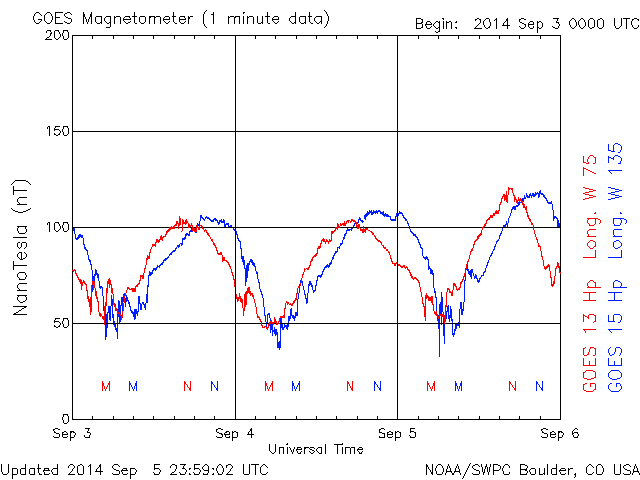 GOES Magnetometer (1 minute data)
Begin: 2014 Sep 3 0000 UTC
200
150
100
50
0
NanoTesla (nT)
M M N N M M N N M M N N
Sep 3 Sep 4 Sep 5 Sep 6
Universal Time
GOES 13 Hp Long. W 75
GOES 15 Hp Long. W 135
Updated 2014 Sep 5 23:59:02 UTC
NOAA/SWPC Boulder, CO USA